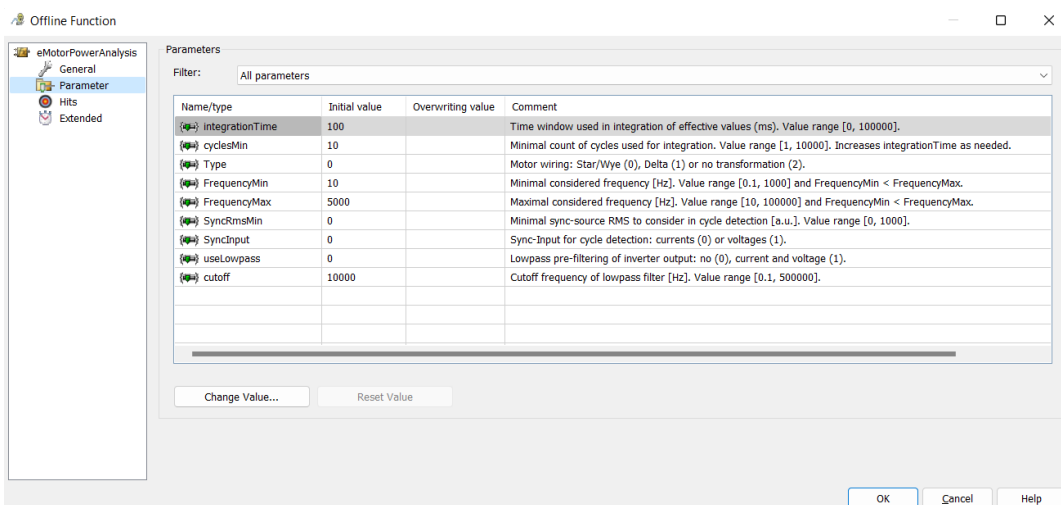 Offline Function
eMotorPowerAnalysis
General
Parameter
Hits
Extended
Parameters
Filter: All parameters
Name/type Initial value Overwriting value Comment
integrationTime 100 Time window used in integration of effective values (ms). Value range [0, 100000].
cyclesMin 10 Minimal count of cycles used for integration. Value range [1, 10000]. Increases integrationTime as needed.
Type 0 Motor wiring: Star/Wye (0), Delta (1) or no transformation (2).
FrequencyMin 10 Minimal considered frequency [Hz]. Value range [0.1, 1000] and FrequencyMin < FrequencyMax.
FrequencyMax 5000 Maximal considered frequency [Hz]. Value range [10, 100000] and FrequencyMin < FrequencyMax.
SyncRmsMin 0 Minimal sync-source RMS to consider in cycle detection [a.u.]. Value range [0, 1000].
SyncInput 0 Sync-Input for cycle detection: currents (0) or voltages (1).
useLowpass 0 Lowpass pre-filtering of inverter output: no (0), current and voltage (1).
cutoff 10000 Cutoff frequency of lowpass filter [Hz]. Value range [0.1, 500000].
Change Value... Reset Value
OK Cancel Help